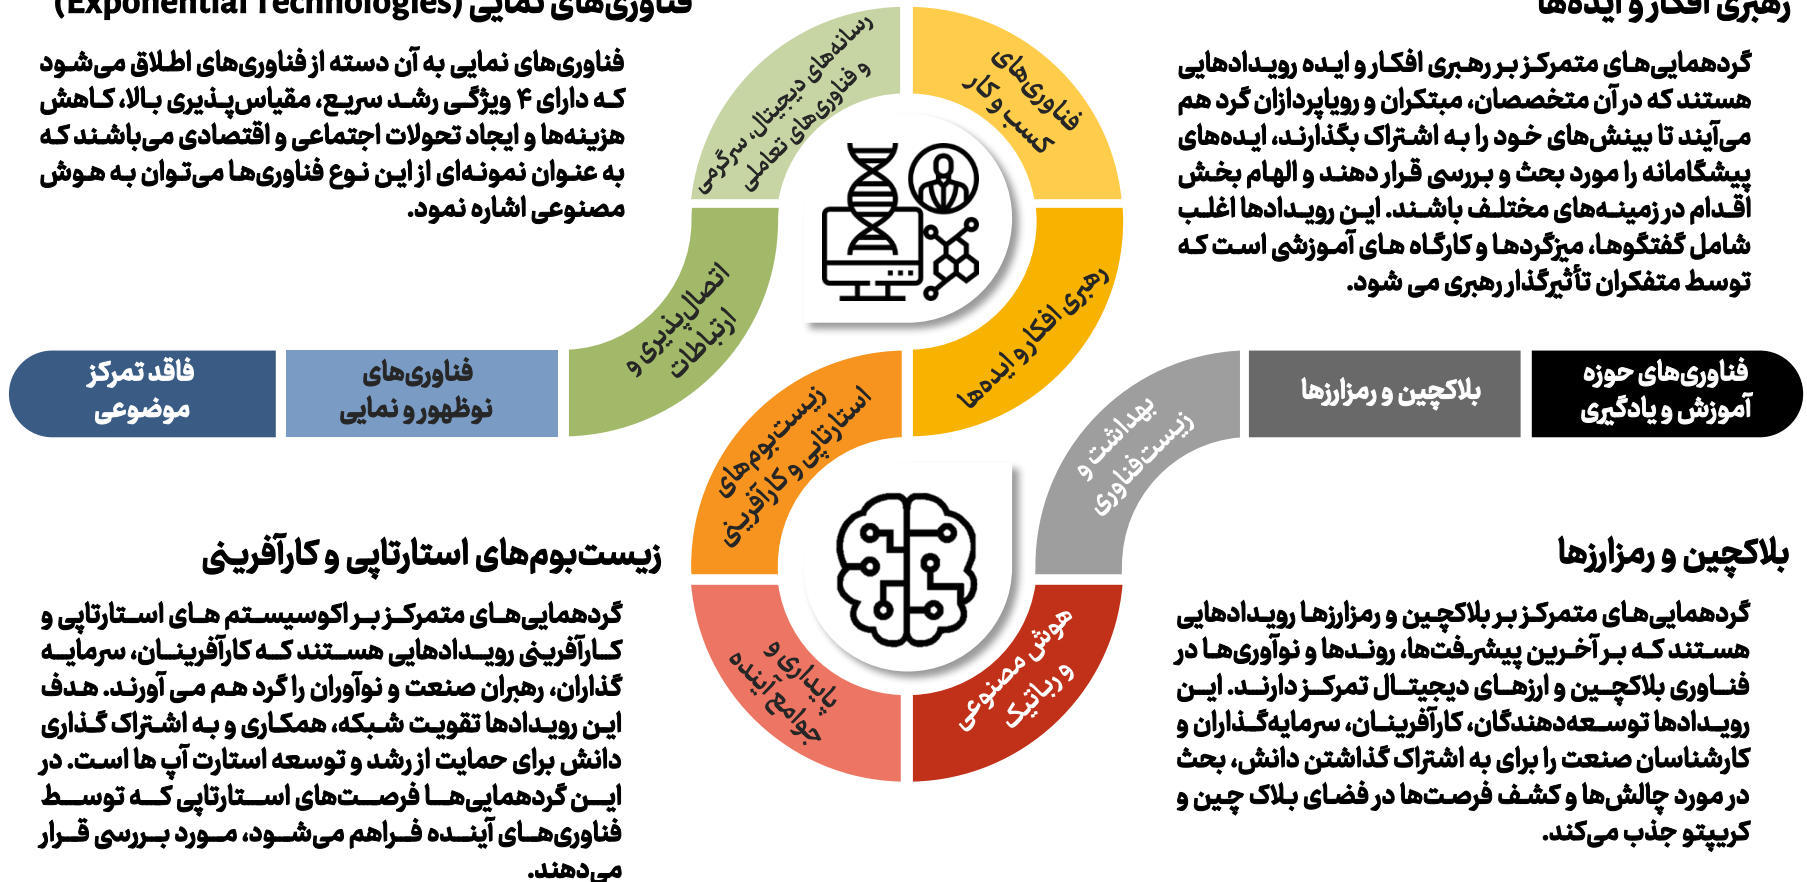 رهبری افکار و ایده‌ها
گردهمایی‌های متمرکز بر رهبری افکار و ایده رویدادهایی
هستند که در آن متخصصان، مبتکران و رویاپردازان گرد هم
می‌آیند تا بینش‌های خود را به اشتراک بگذارند، ایده‌های
پیشگامانه را مورد بحث و بررسی قرار دهند و الهام بخش
اقدام در زمینه‌های مختلف باشند. این رویدادها اغلب
شامل گفتگوها، میزگردها و کارگاه های آموزشی است که
توسط متفکران تأثیرگذار رهبری می شود.
فناوری‌های نمایی (Exponential Technologies)
فناوری‌های نمایی به آن دسته از فناوری‌های اطلاق می‌شود
که دارای ۴ ویژگی رشد سریع، مقیاس‌پذیری بالا، کاهش
هزینه‌ها و ایجاد تحولات اجتماعی و اقتصادی می‌باشند که
به عنوان نمونه‌ای از این نوع فناوری‌ها می‌توان به هوش
مصنوعی اشاره نمود.
فناوری‌های
کسب و کار
رسانه‌های دیجیتال، سرگرمی
و فناوری‌های تعاملی
رهبری افکار و ایده‌ها
اتصال‌پذیری و
ارتباطات
فناوری‌های حوزه
آموزش و یادگیری
بلاکچین و رمزارزها
بهداشت و
زیست‌فناوری
زیست‌بوم‌های
استارتاپی و کارآفرینی
فناوری‌های
نوظهور و نمایی
فاقد تمرکز
موضوعی
هوش مصنوعی
و رباتیک
پایداری و
جوامع آینده
بلاکچین و رمزارزها
گردهمایی‌های متمرکز بر بلاکچین و رمزارزها رویدادهایی
هستند که بر آخرین پیشرفت‌ها، روندها و نوآوری‌ها در
فناوری بلاکچین و ارزهای دیجیتال تمرکز دارند. این
رویدادها توسعه‌دهندگان، کارآفرینان، سرمایه‌گذاران و
کارشناسان صنعت را برای به اشتراک گذاشتن دانش، بحث
در مورد چالش‌ها و کشف فرصت‌ها در فضای بلاک چین و
کریپتو جذب می‌کند.
زیست‌بوم‌های استارتاپی و کارآفرینی
گردهمایی‌های متمرکز بر اکوسیستم های استارتاپی و
کارآفرینی رویدادهایی هستند که کارآفرینان، سرمایه
گذاران، رهبران صنعت و نوآوران را گرد هم می آورند. هدف
این رویدادها تقویت شبکه، همکاری و به اشتراک گذاری
دانش برای حمایت از رشد و توسعه استارت آپ ها است. در
این گردهمایی‌ها فرصت‌های استارتاپی که توسط
فناوری‌های آینده فراهم می‌شود، مورد بررسی قرار
می‌دهند.